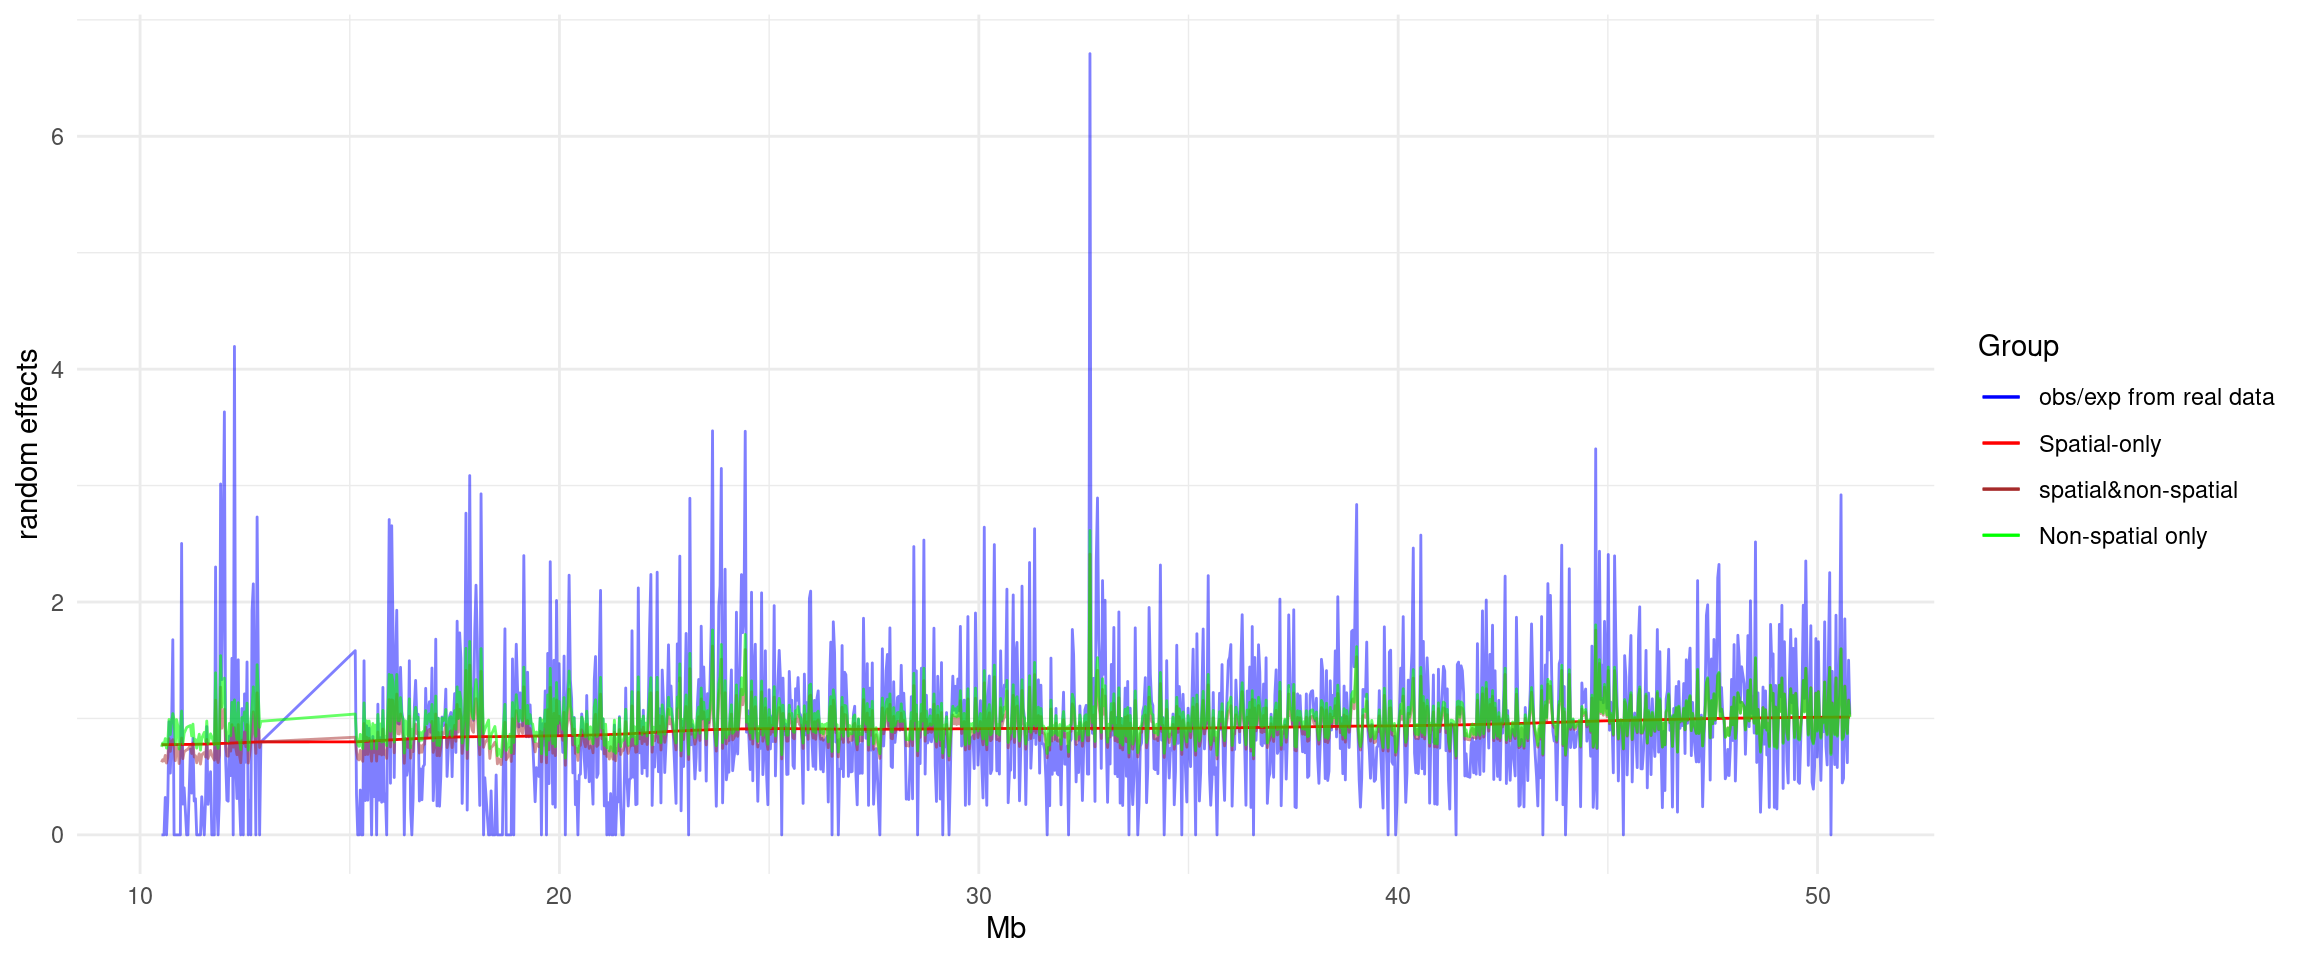 random effects
6
4
2
0
10
20
30
40
50
Mb
Group
obs/exp from real data
Spatial-only
spatial&non-spatial
Non-spatial only